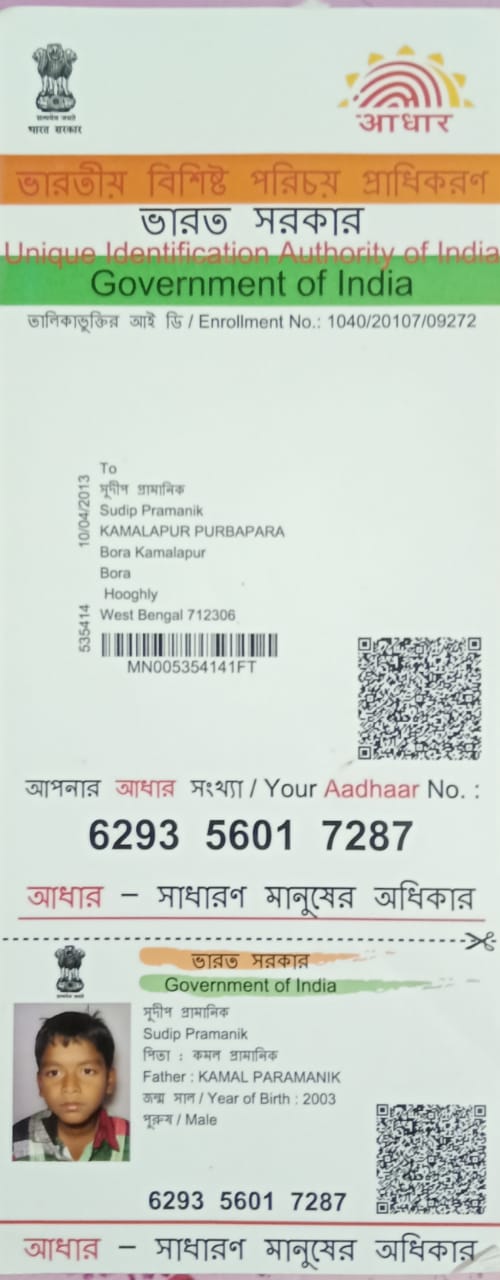 सत्यमेव जयते
भारत सरकार
आधार
ভারতীয় বিশিষ্ট পরিচয় প্রাধিকরণ
ভারত সরকার
Unique Identification Authority of India
Government of India
তালিকাভুক্তির আই ডি / Enrollment No.: 1040/20107/09272
To
সুদীপ প্রামানিক
Sudip Pramanik
KAMALAPUR PURBAPARA
Bora Kamalapur
Bora
Hooghly
West Bengal 712306
10/04/2013
535414
MN005354141FT
আপনার আধার সংখ্যা / Your Aadhaar No. :
6293 5601 7287
আধার – সাধারণ মানুষের অধিকার
ভারত সরকার
Government of India
সুদীপ প্রামানিক
Sudip Pramanik
পিতা : কমল প্রামানিক
Father : KAMAL PARAMANIK
জন্ম সাল / Year of Birth : 2003
পুরুষ / Male
6293 5601 7287
আধার – সাধারণ মানুষের অধিকার